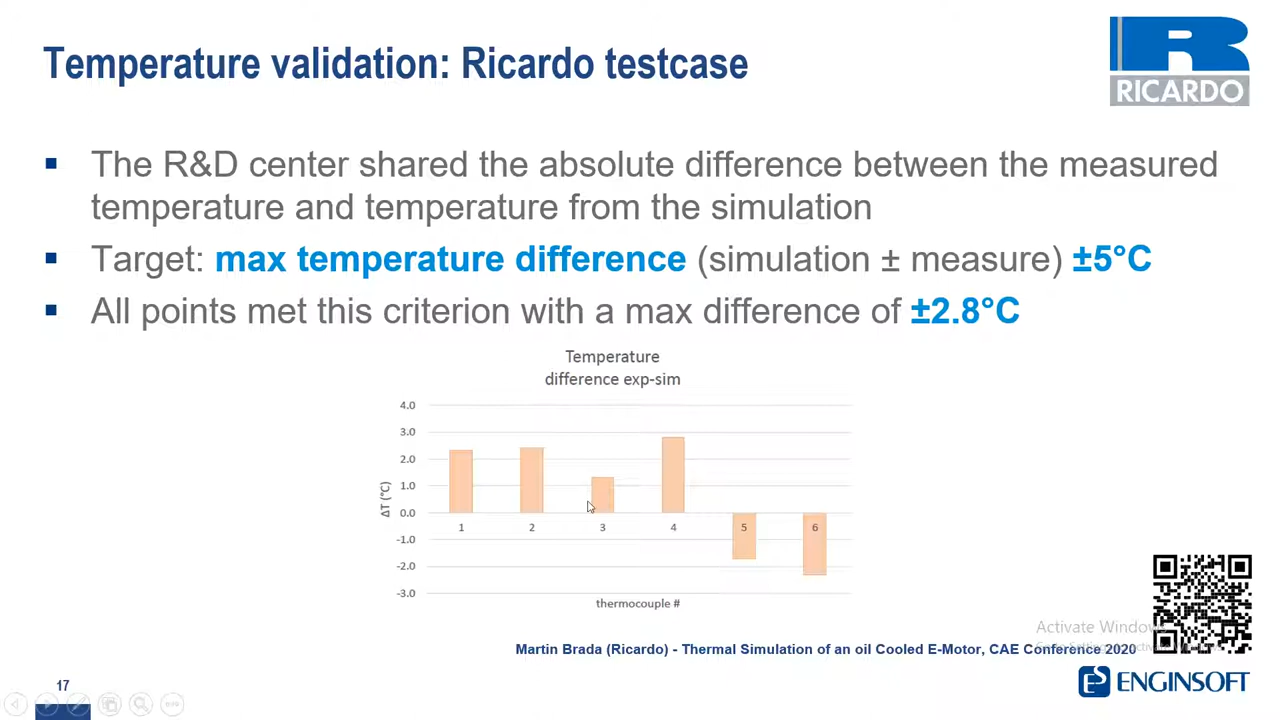 Temperature validation: Ricardo testcase
RICARDO
▪ The R&D center shared the absolute difference between the measured
temperature and temperature from the simulation
▪ Target: max temperature difference (simulation ± measure) ±5°C
▪ All points met this criterion with a max difference of ±2.8°C
Temperature
difference exp-sim
4.0
3.0
2.0
1.0
0.0
-1.0
-2.0
-3.0
ΔT (°C)
1 2 3 4 5 6
thermocouple #
Activate Windows
Martin Brada (Ricardo) - Thermal Simulation of an oil Cooled E-Motor, CAE Conference 2020
17
ENGINSOFT